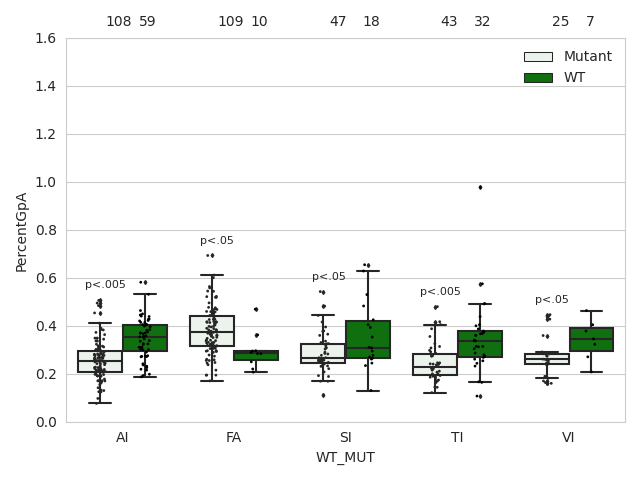 108 59 109 10 47 18 43 32 25 7
1.6
Mutant
WT
1.4
1.2
1.0
0.8
0.6
0.4
0.2
0.0
PercentGpA
p<.005
p<.05
p<.05
p<.005
p<.05
AI FA SI TI VI
WT_MUT